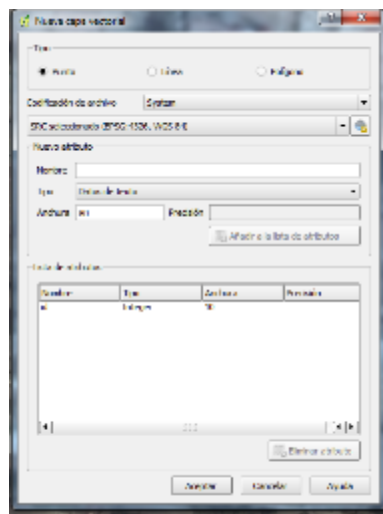 Nueva capa vectorial
Tipo
Punto Línea Polígono
Codificación de archivo System
SRC seleccionado (EPSG:4326, WGS 84)
Nuevo atributo
Nombre
Tipo Datos de texto
Anchura 80 Precisión
Añadir a la lista de atributos
Lista de atributos
Nombre Tipo Anchura Precisión
id Integer 10
Eliminar atributo
Aceptar Cancelar Ayuda